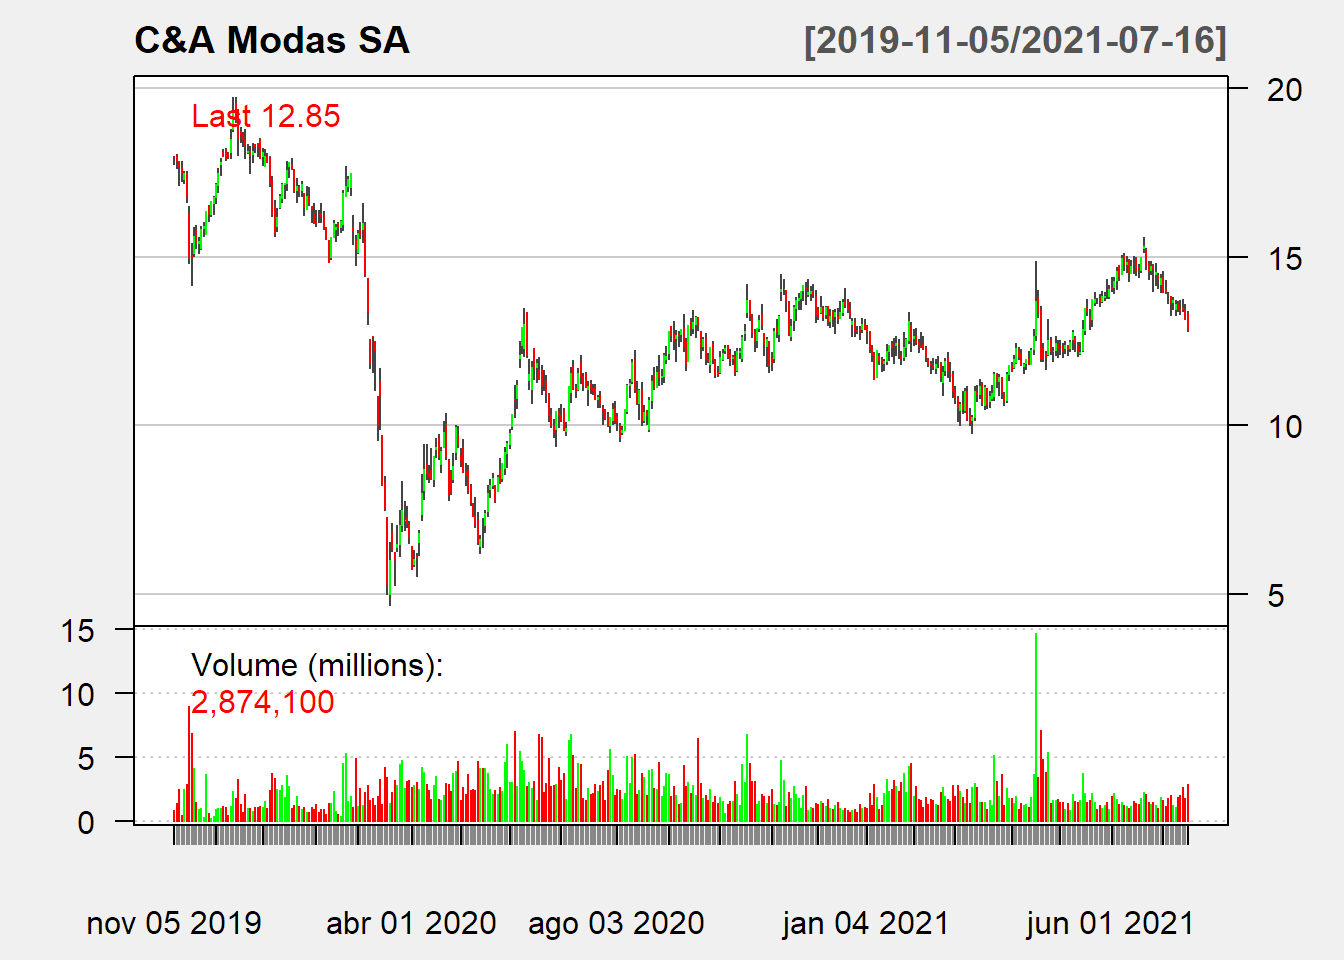 C&A Modas SA
[2019-11-05/2021-07-16]
Last 12.85
20
15
10
5
Volume (millions):
2,874,100
15
10
5
0
nov 05 2019
abr 01 2020
ago 03 2020
jan 04 2021
jun 01 2021